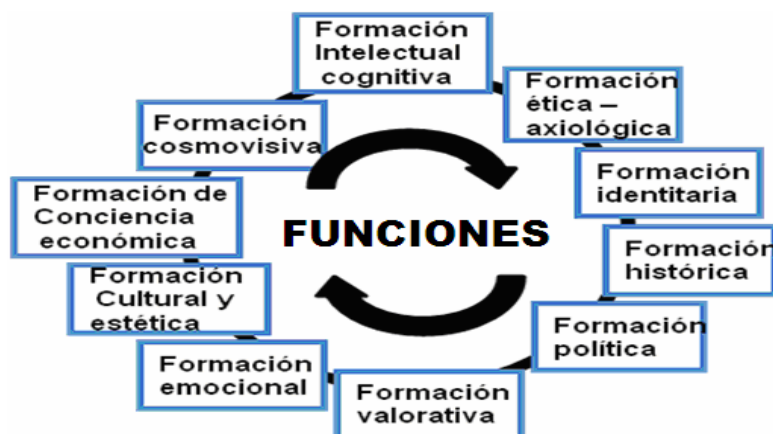 Formación
Intelectual
cognitiva
Formación
ética –
axiológica
Formación
identitaria
Formación
histórica
Formación
política
Formación
valorativa
Formación
emocional
Formación
Cultural y
estética
Formación de
Conciencia
económica
Formación
cosmovisiva
FUNCIONES